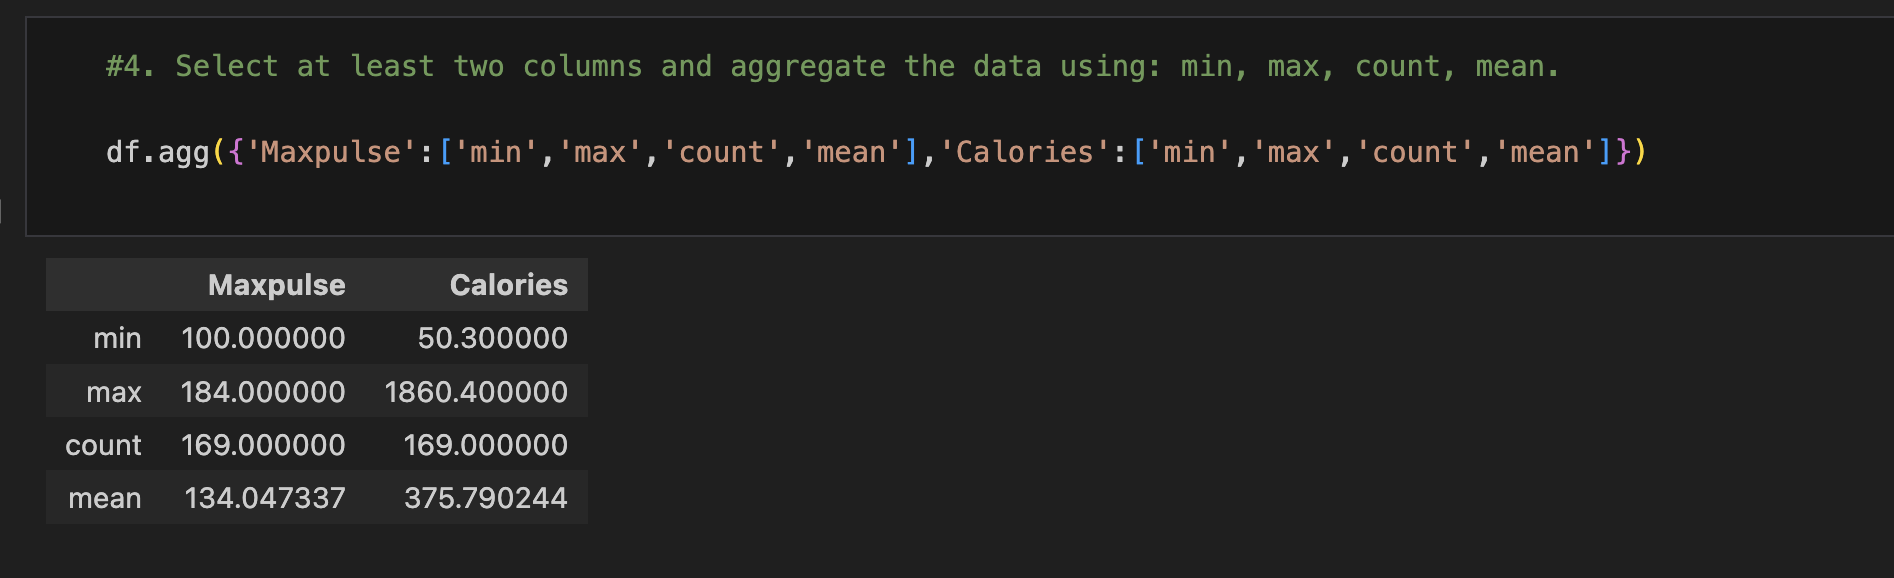 #4. Select at least two columns and aggregate the data using: min, max, count, mean.
df.agg({'Maxpulse':['min','max','count','mean'],'Calories':['min','max','count','mean']})
Maxpulse Calories
min 100.000000 50.300000
max 184.000000 1860.400000
count 169.000000 169.000000
mean 134.047337 375.790244